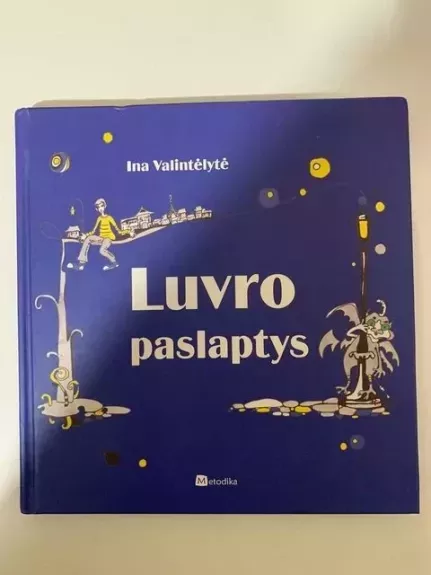 Ina Valintėlytė
Luvro
paslaptys
Metodika